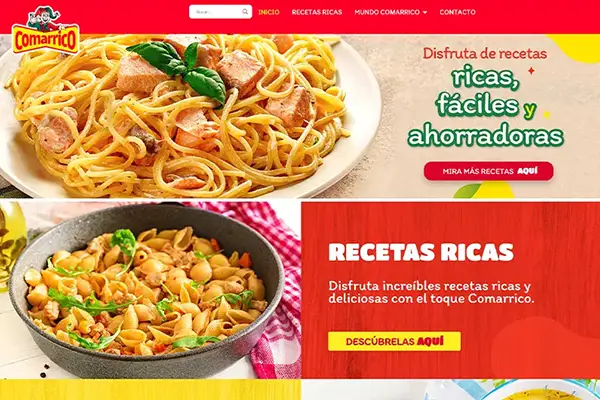 Comarrico
Buscar...
INICIO
RECETAS RICAS
MUNDO COMARRICO
CONTACTO
Disfruta de recetas
ricas,
fáciles y
ahorradoras
MIRA MÁS RECETAS AQUÍ
RECETAS RICAS
Disfruta increíbles recetas ricas y
deliciosas con el toque Comarrico.
DESCÚBRELAS AQUÍ